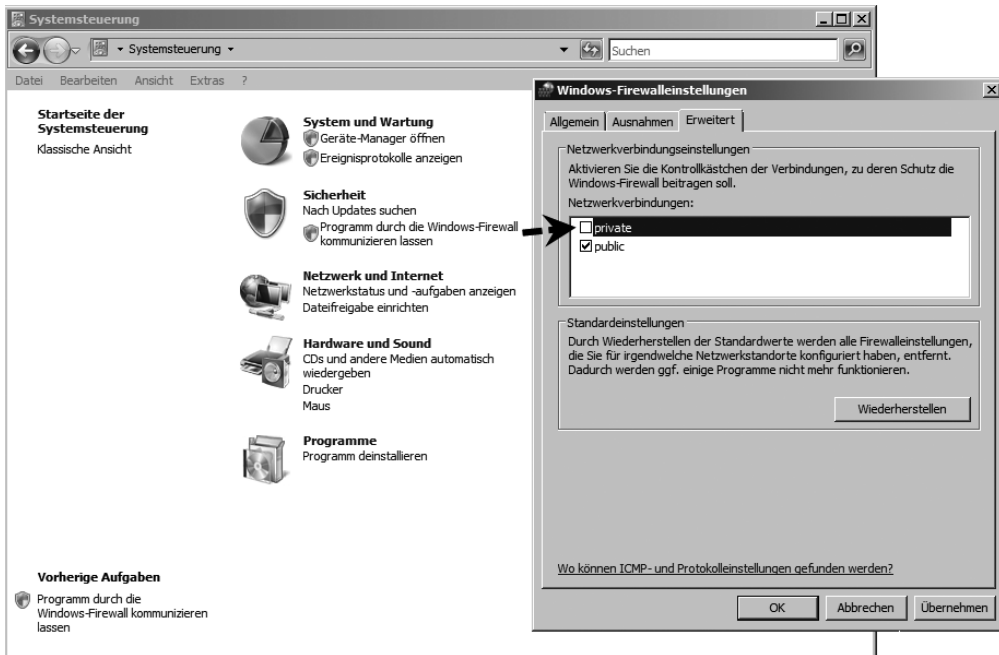 Systemsteuerung
Systemsteuerung
Suchen
Datei Bearbeiten Ansicht Extras ?
Startseite der
Systemsteuerung
Klassische Ansicht
System und Wartung
Geräte-Manager öffnen
Ereignisprotokolle anzeigen
Sicherheit
Nach Updates suchen
Programm durch die Windows-Firewall
kommunizieren lassen
Netzwerk und Internet
Netzwerkstatus und -aufgaben anzeigen
Dateifreigabe einrichten
Hardware und Sound
CDs und andere Medien automatisch
wiedergeben
Drucker
Maus
Programme
Programm deinstallieren
Vorherige Aufgaben
Programm durch die
Windows-Firewall kommunizieren
lassen
Windows-Firewalleinstellungen
Allgemein Ausnahmen Erweitert
Netzwerkverbindungseinstellungen
Aktivieren Sie die Kontrollkästchen der Verbindungen, zu deren Schutz die
Windows-Firewall beitragen soll.
Netzwerkverbindungen:
private
public
Standardeinstellungen
Durch Wiederherstellen der Standardwerte werden alle Firewalleinstellungen,
die Sie für irgendwelche Netzwerkstandorte konfiguriert haben, entfernt.
Dadurch werden ggf. einige Programme nicht mehr funktionieren.
Wiederherstellen
Wo können ICMP- und Protokolleinstellungen gefunden werden?
OK Abbrechen Übernehmen